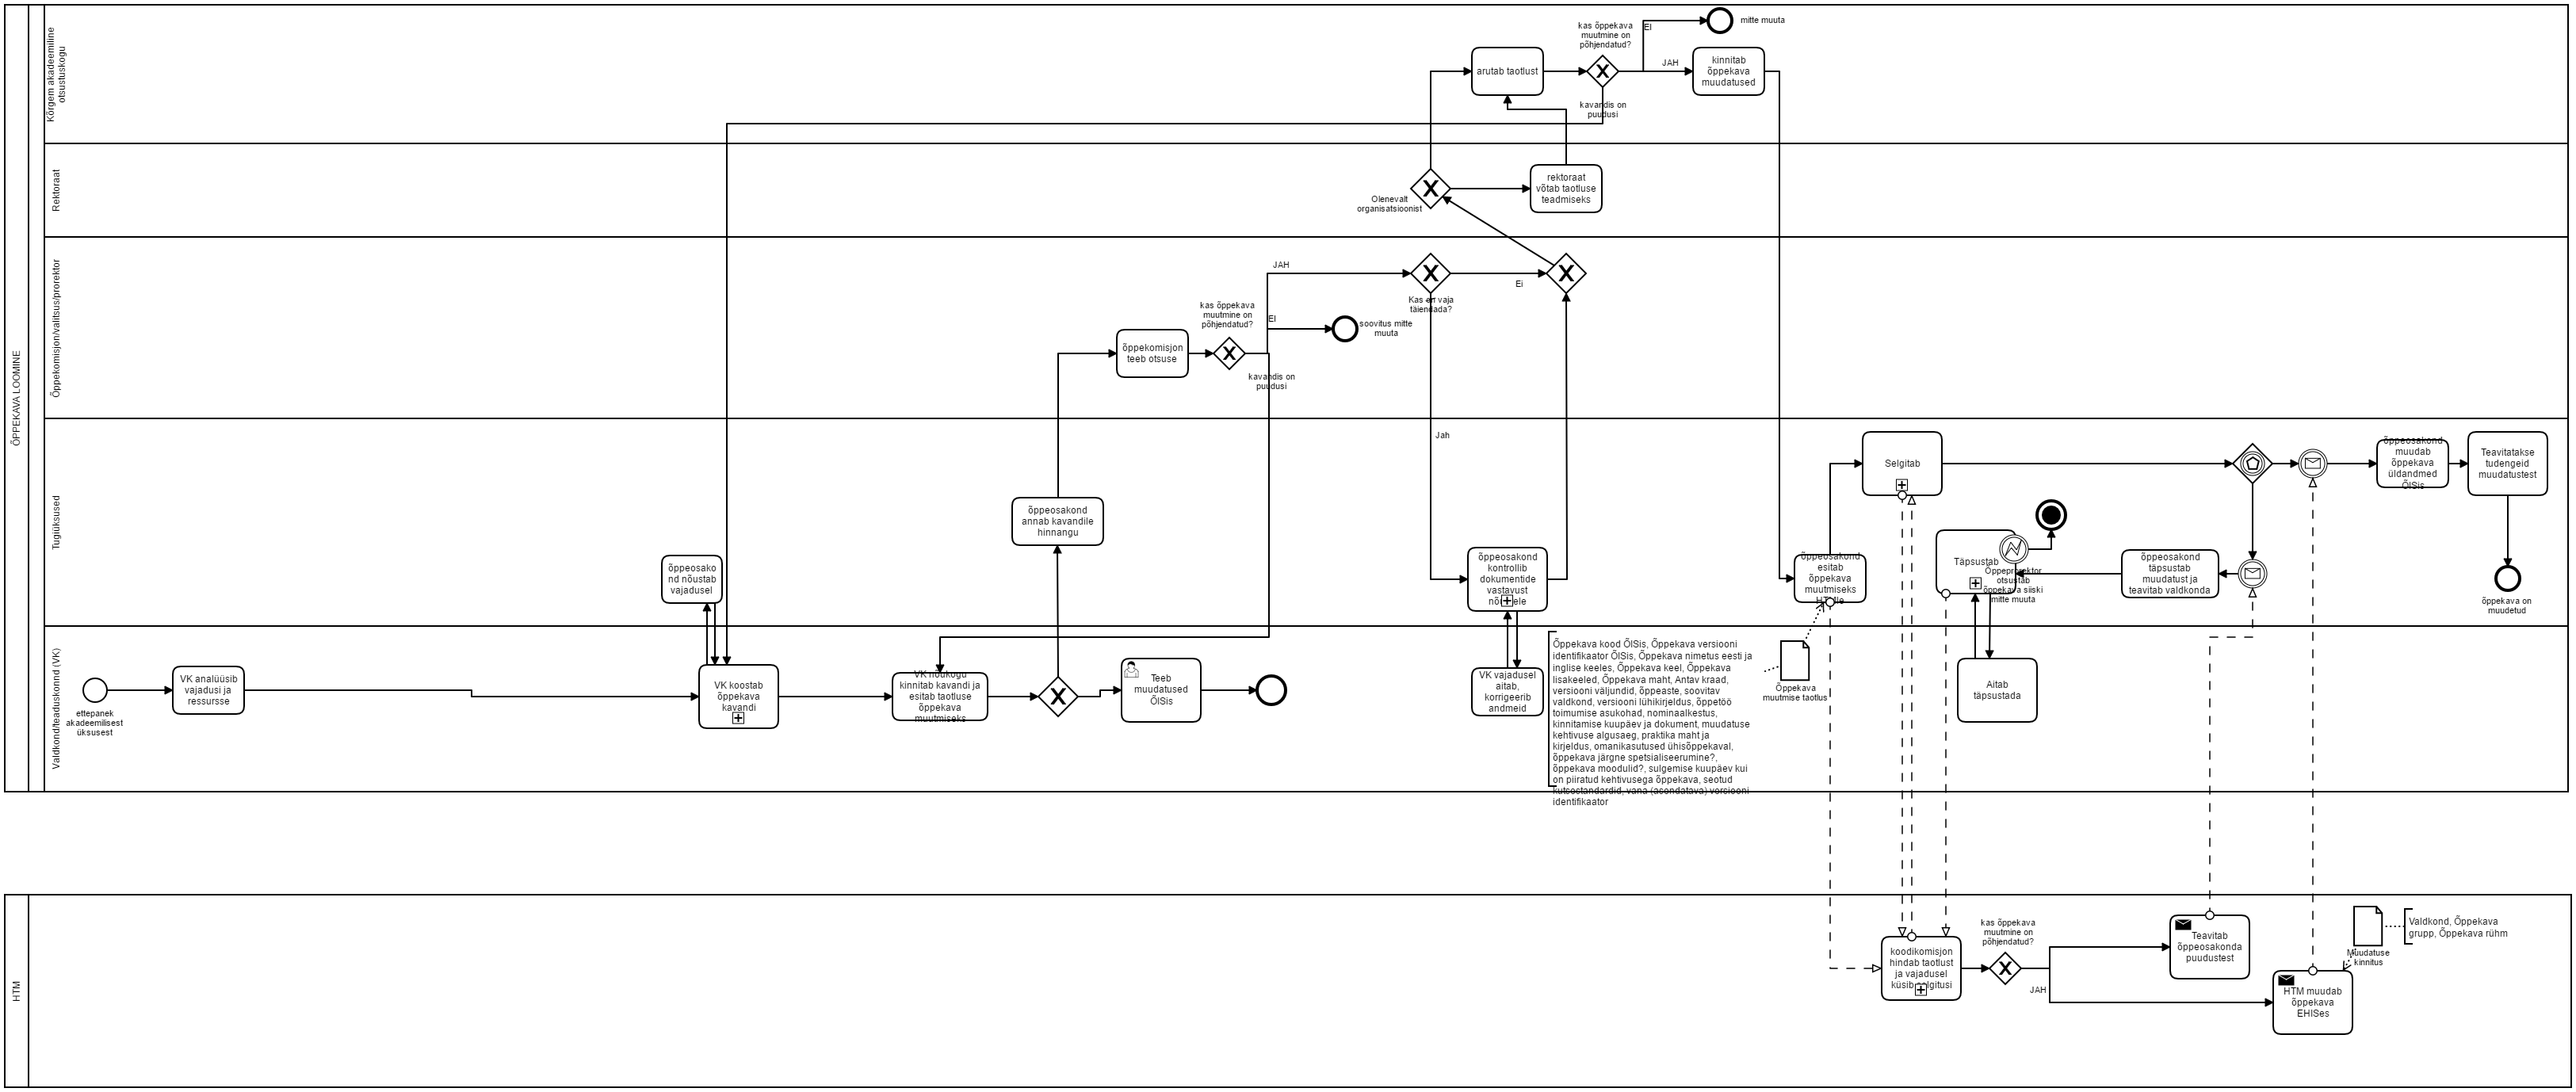 ÕPPEKAVA LOOMINE
Kõrgem akadeemiline
otsustuskogu
arutab taotlust
kas õppekava
muutmine on
põhjendatud?
EI
mitte muuta
JAH
kinnitab
õppekava
muudatused
kavandis on
puudusi
Rektoraat
Olenevalt
organisatsioonist
rektoraat
võtab taotluse
teadmiseks
Õppekomisjon/valitsus/prorektor
õppekomisjon
teeb otsuse
kas õppekava
muutmine on
põhjendatud?
JAH
EI
soovitus mitte
muuta
kavandis on
puudusi
Kas on vaja
täiendada?
Ei
Jah
Tugiüksused
õppeosako
nd nõustab
vajadusel
õppeosakond
annab kavandile
hinnangu
õppeosakond
kontrollib
dokumentide
vastavust
nõuetele
õppeosakond
esitab
õppekava
muutmiseks
HTMile
Selgitab
Täpsustab
Õppeprorektor
otsustab
õppekava siiski
mitte muuta
õppeosakond
täpsustab
muudatust ja
teavitab valdkonda
õppeosakond
muudab
õppekava
üldandmed
ÕISis
Teavitatakse
tudengeid
muudatustest
õppekava on
muudetud
Valdkond/teaduskonnd (VK)
ettepanek
akadeemilisest
üksusest
VK analüüsib
vajadusi ja
ressursse
VK koostab
õppekava
kavandi
VK nõukogu
kinnitab kavandi ja
esitab taotluse
õppekava
muutmiseks
Teeb
muudatused
ÕISis
VK vajadusel
aitab,
korrigeerib
andmeid
Õppekava kood ÕISis, Õppekava versiooni
identifikaator ÕISis, Õppekava nimetus eesti ja
inglise keeles, Õppekava keel, Õppekava
lisakeeled, Õppekava maht, Antav kraad,
versiooni väljundid, õppeaste, soovitav
valdkond, versiooni lühikirjeldus, õppetöö
toimumise asukohad, nominaalkestus,
kinnitamise kuupäev ja dokument, muudatuse
kehtivuse algusaeg, praktika maht ja
kirjeldus, omanikasutused ühisõppekaval,
õppekava järgne spetsialiseerumine?,
õppekava moodulid?, sulgemise kuupäev kui
on piiratud kehtivusega õppekava, seotud
kutsestandardid, vana (asendatava) versiooni
identifikaator
Õppekava
muutmise taotlus
Aitab
täpsustada
HTM
koodikomisjon
hindab taotlust
ja vajadusel
küsib selgitusi
kas õppekava
muutmine on
põhjendatud?
JAH
Teavitab
õppeosakonda
puudustest
HTM muudab
õppekava
EHISes
Muudatuse
kinnitus
Valdkond, Õppekava
grupp, Õppekava rühm